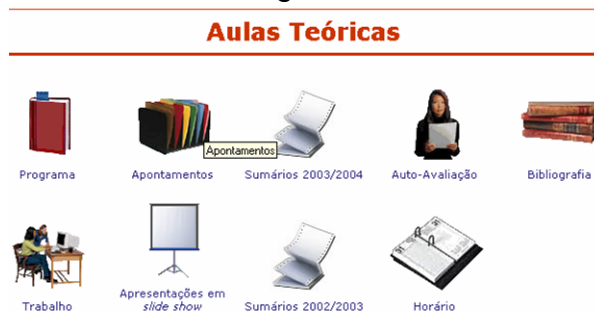 Aulas Teóricas
Apontamentos
Programa
Apontamentos
Sumários 2003/2004
Auto-Avaliação
Bibliografia
Trabalho
Apresentações em
slide show
Sumários 2002/2003
Horário